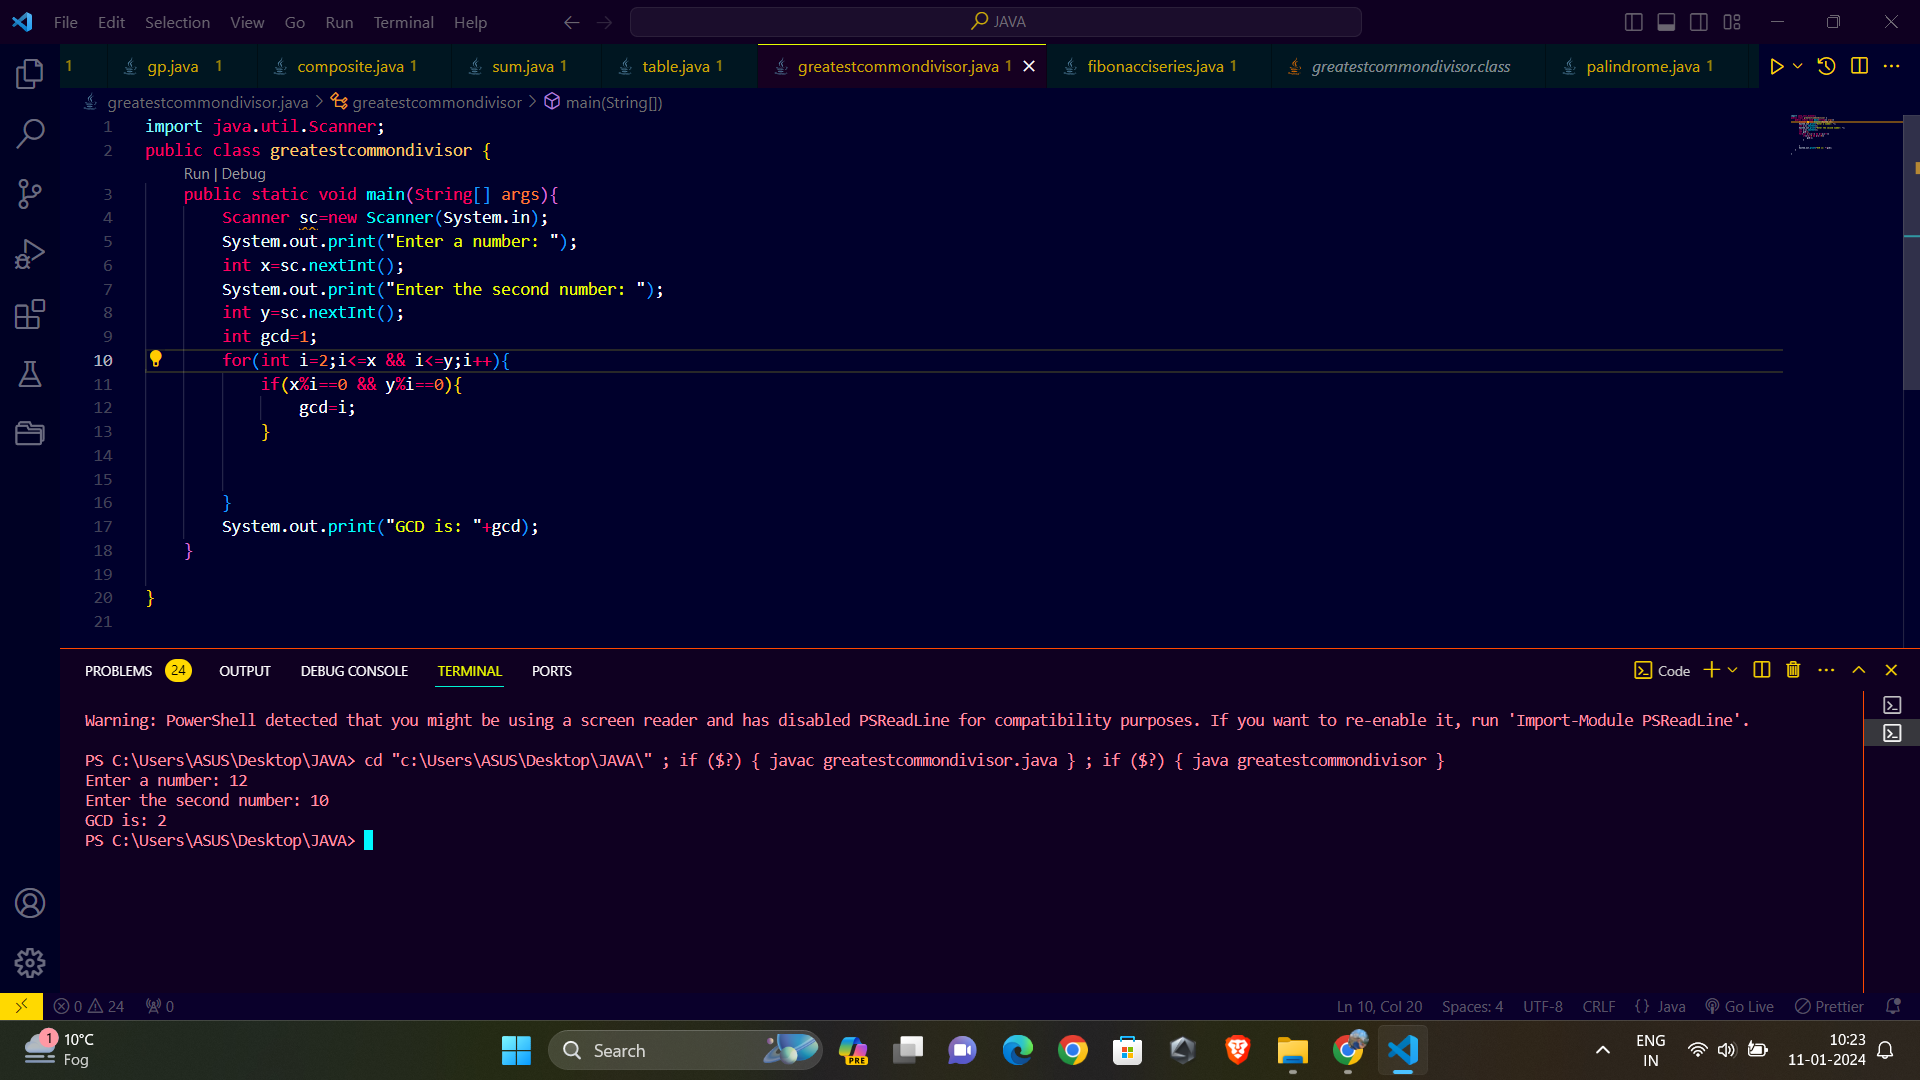 File Edit Selection View Go Run Terminal Help JAVA
1 gp.java 1 composite.java 1 sum.java 1 table.java 1 greatestcommondivisor.java 1 fibonacciseries.java 1 greatestcommondivisor.class palindrome.java 1
greatestcommondivisor.java > greatestcommondivisor > main(String[])
1 import java.util.Scanner;
2 public class greatestcommondivisor {
Run | Debug
3 public static void main(String[] args){
4 Scanner sc=new Scanner(System.in);
5 System.out.print("Enter a number: ");
6 int x=sc.nextInt();
7 System.out.print("Enter the second number: ");
8 int y=sc.nextInt();
9 int gcd=1;
10 for(int i=2;i<=x && i<=y;i++){
11 if(x%i==0 && y%i==0){
12 gcd=i;
13 }
14
15
16 }
17 System.out.print("GCD is: "+gcd);
18 }
19
20 }
21
PROBLEMS 24 OUTPUT DEBUG CONSOLE TERMINAL PORTS Code
Warning: PowerShell detected that you might be using a screen reader and has disabled PSReadLine for compatibility purposes. If you want to re-enable it, run 'Import-Module PSReadLine'.
PS C:\Users\ASUS\Desktop\JAVA> cd "c:\Users\ASUS\Desktop\JAVA\" ; if ($?) { javac greatestcommondivisor.java } ; if ($?) { java greatestcommondivisor }
Enter a number: 12
Enter the second number: 10
GCD is: 2
PS C:\Users\ASUS\Desktop\JAVA>
0 24 0 Ln 10, Col 20 Spaces: 4 UTF-8 CRLF {} Java Go Live Prettier
1 10°C
Fog
Search
PRE
ENG
IN
10:23
11-01-2024